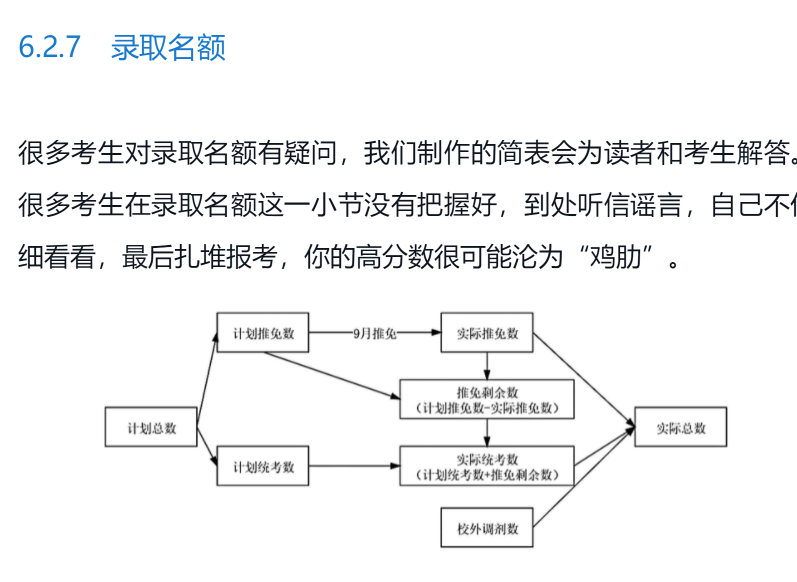 6.2.7 录取名额
很多考生对录取名额有疑问，我们制作的简表会为读者和考生解答。
很多考生在录取名额这一小节没有把握好，到处听信谣言，自己不仔
细看看，最后扎堆报考，你的高分数很可能沦为“鸡肋”。
计划推免数
9月推免
实际推免数
推免剩余数
（计划推免数-实际推免数）
计划总数
实际总数
计划统考数
实际统考数
（计划统考数+推免剩余数）
校外调剂数